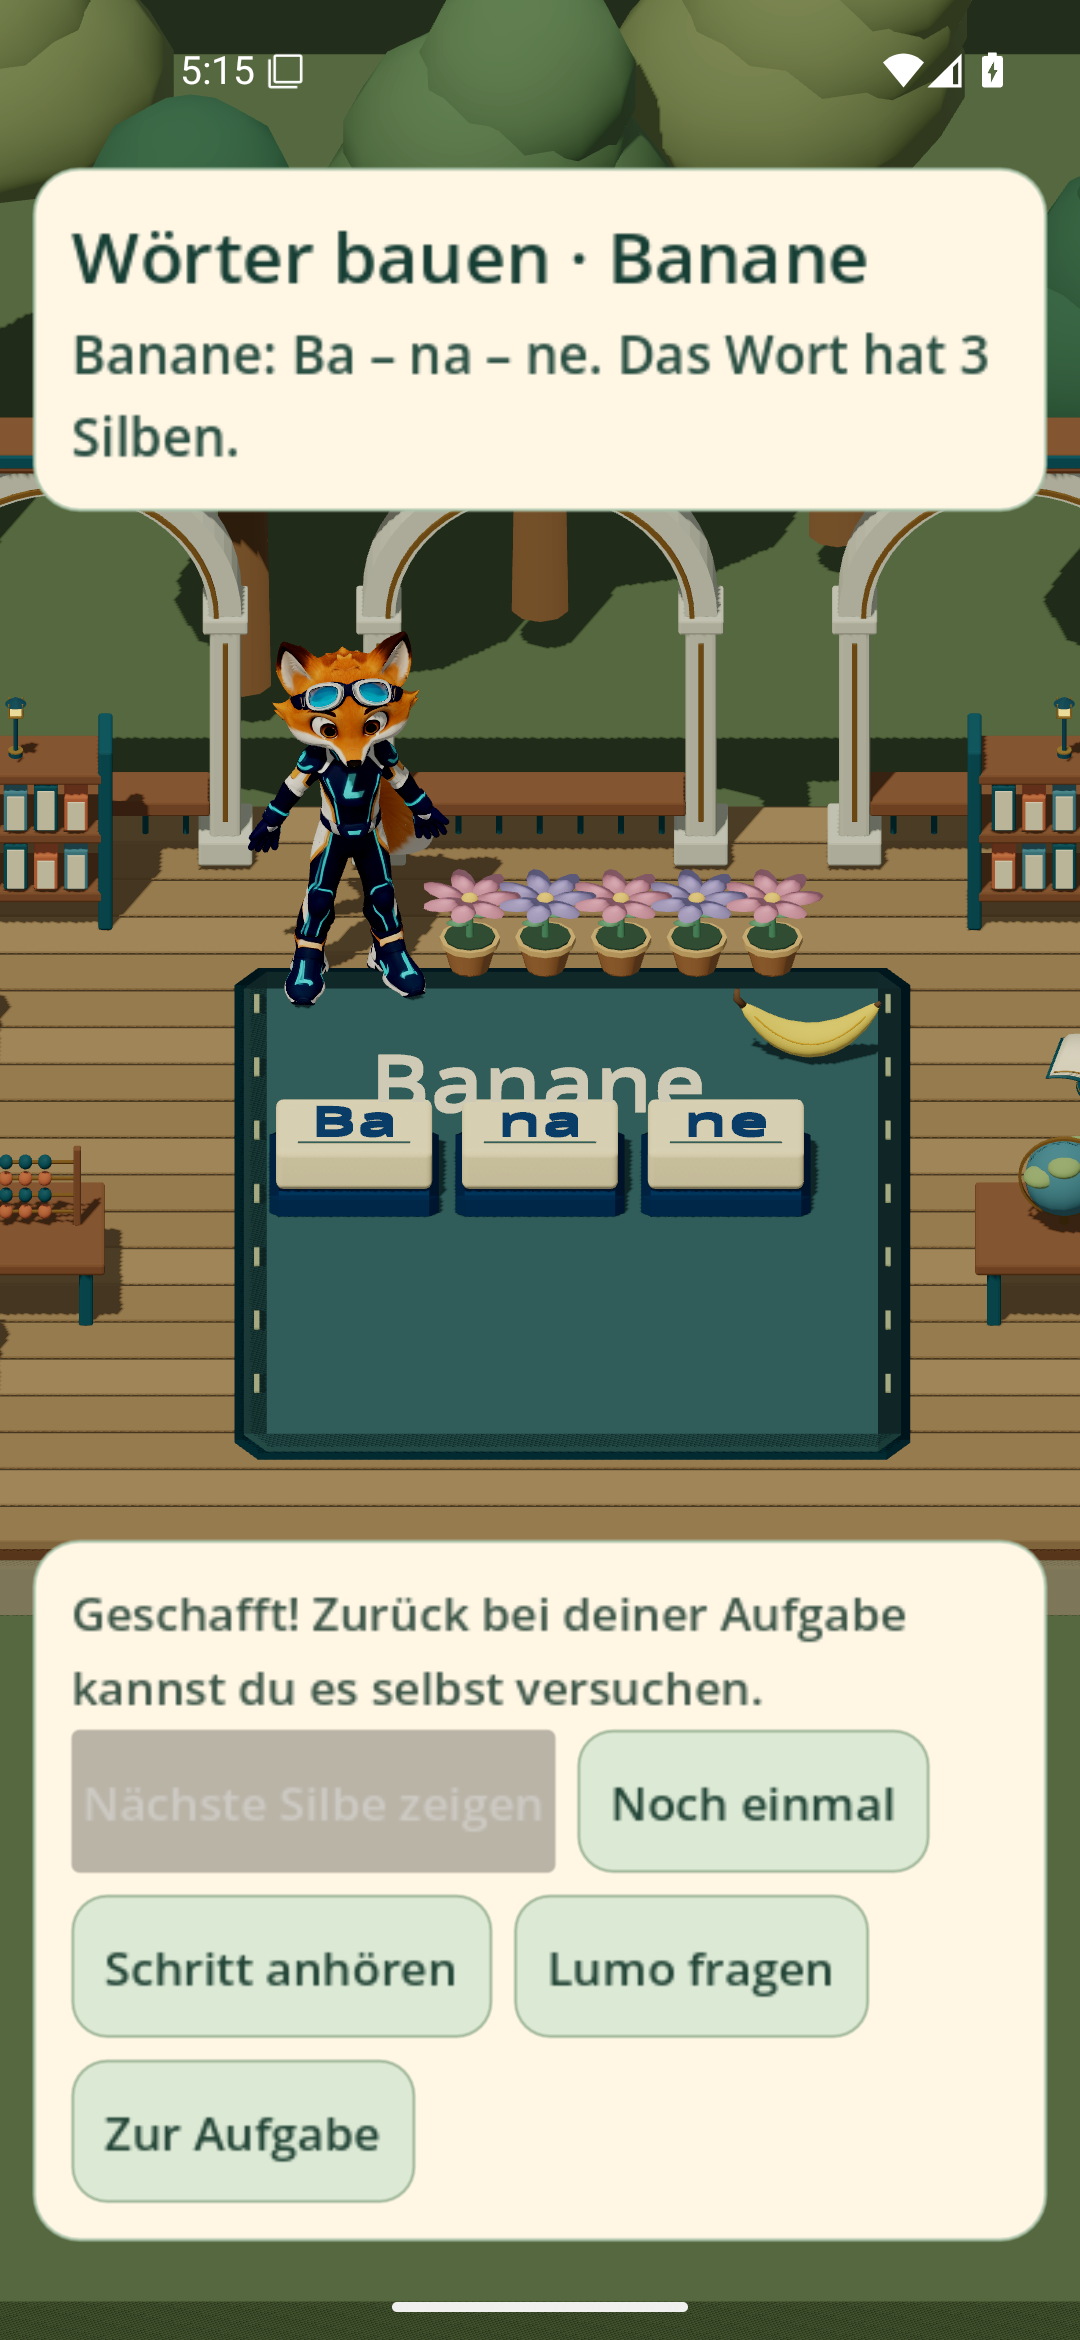 5:15
Wörter bauen · Banane
Banane: Ba – na – ne. Das Wort hat 3
Silben.
L
Banane
Ba na ne
Geschafft! Zurück bei deiner Aufgabe
kannst du es selbst versuchen.
Nächste Silbe zeigen
Noch einmal
Schritt anhören
Lumo fragen
Zur Aufgabe